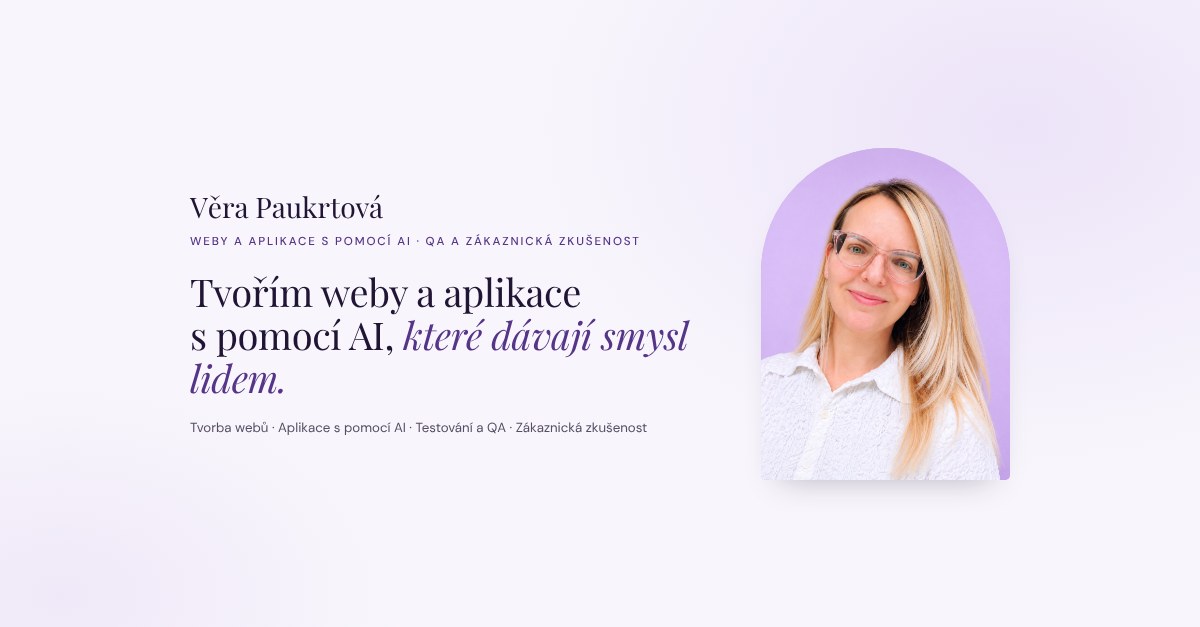 Věra Paukrtová
WEBY A APLIKACE S POMOCÍ AI · QA A ZÁKAZNICKÁ ZKUŠENOST
Tvořím weby a aplikace
s pomocí AI, které dávají smysl
lidem.
Tvorba webů · Aplikace s pomocí AI · Testování a QA · Zákaznická zkušenost